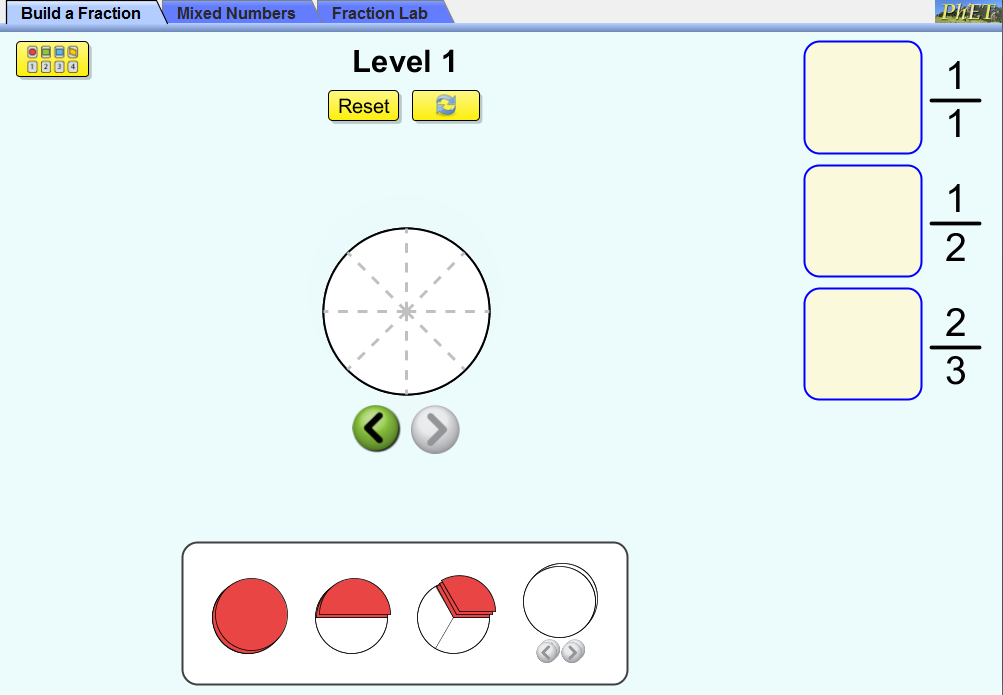 Build a Fraction
Mixed Numbers
Fraction Lab
PhET
1 2 3 4
Level 1
Reset
1
1
1
2
2
3